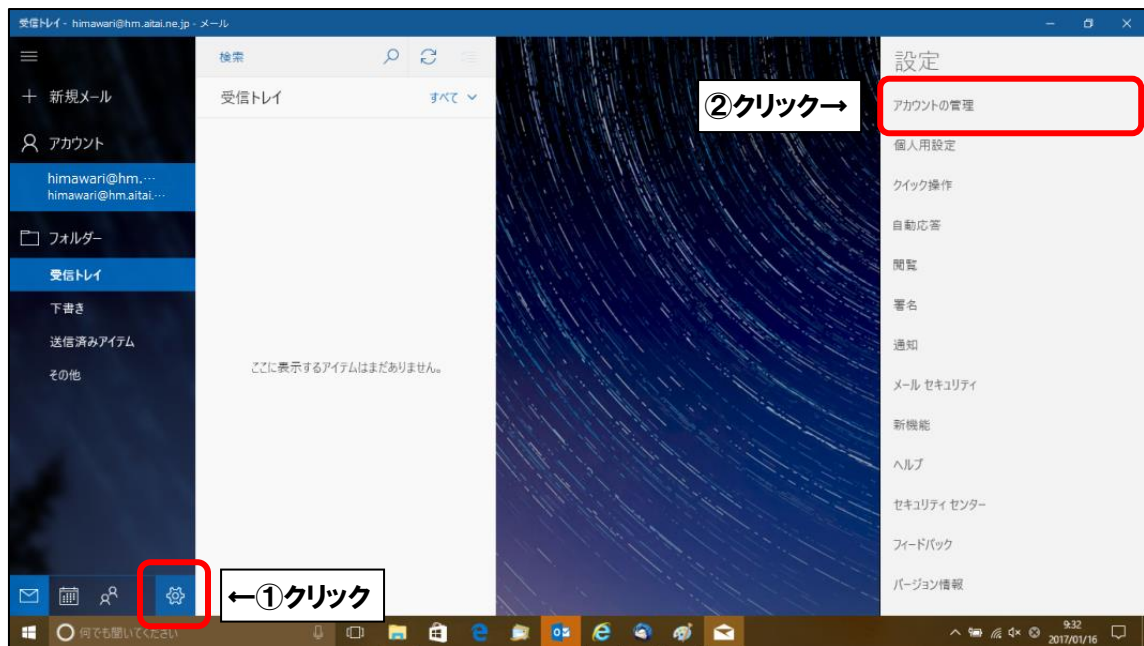 受信トレイ - himawari@hm.aitai.ne.jp - メール
検索
設定
新規メール
受信トレイ
すべて
②クリック→
アカウントの管理
アカウント
個人用設定
himawari@hm.…
himawari@hm.aitai.…
クイック操作
フォルダー
自動応答
受信トレイ
閲覧
下書き
署名
送信済みアイテム
通知
その他
ここに表示するアイテムはまだありません。
メール セキュリティ
新機能
ヘルプ
セキュリティ センター
フィードバック
バージョン情報
←①クリック
何でも聞いてください
9:32
2017/01/16